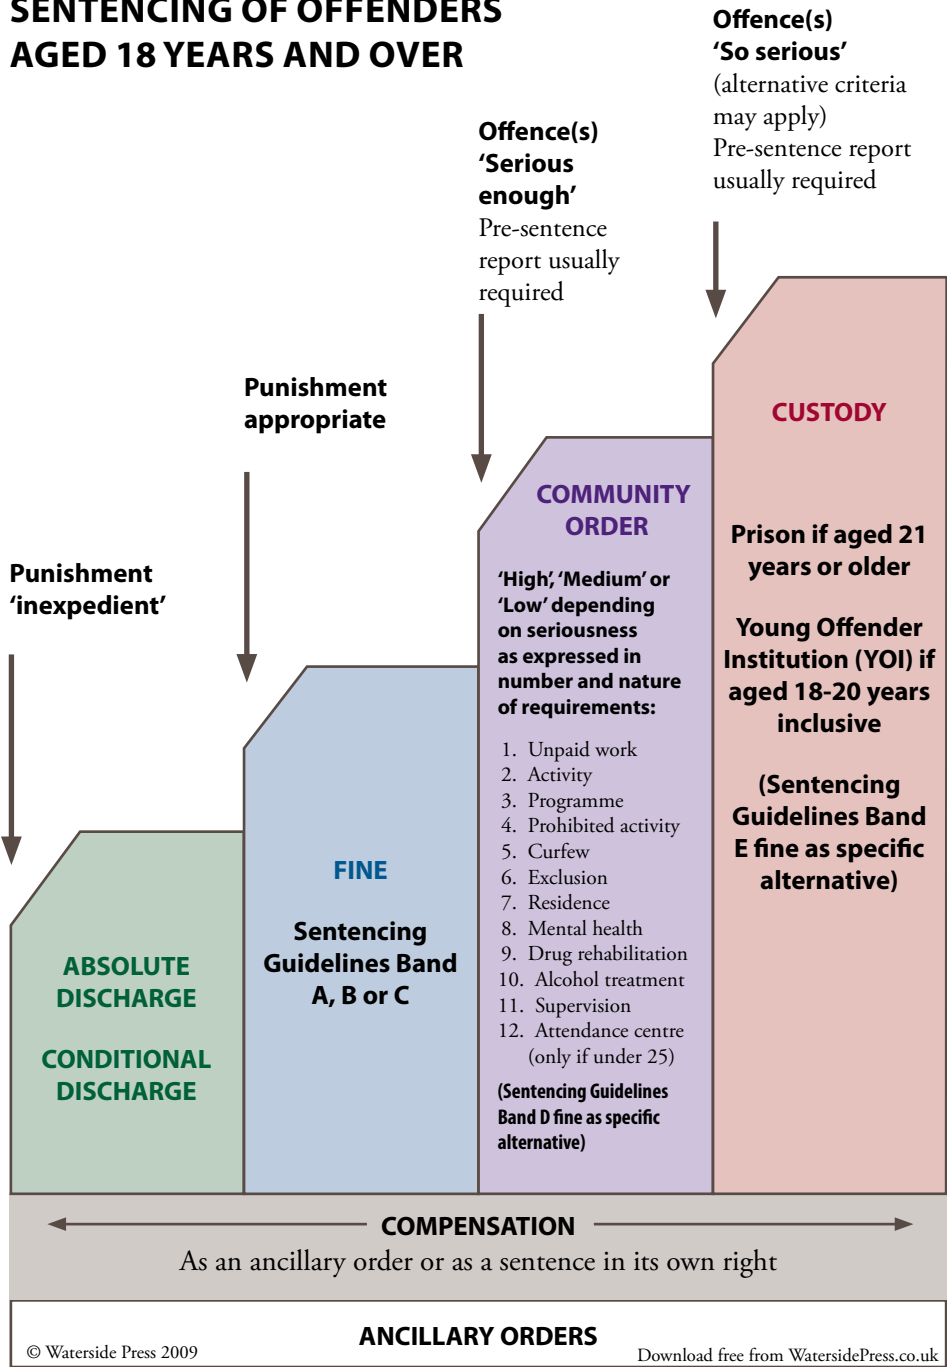 SENTENCING OF OFFENDERS
AGED 18 YEARS AND OVER
Offence(s)
‘So serious’
(alternative criteria
may apply)
Pre-sentence report
usually required
Offence(s)
‘Serious
enough’
Pre-sentence
report usually
required
Punishment
appropriate
Punishment
‘inexpedient’
ABSOLUTE
DISCHARGE
CONDITIONAL
DISCHARGE
FINE
Sentencing
Guidelines Band
A, B or C
COMMUNITY
ORDER
‘High’, ‘Medium’ or
‘Low’ depending
on seriousness
as expressed in
number and nature
of requirements:
1. Unpaid work
2. Activity
3. Programme
4. Prohibited activity
5. Curfew
6. Exclusion
7. Residence
8. Mental health
9. Drug rehabilitation
10. Alcohol treatment
11. Supervision
12. Attendance centre
(only if under 25)
(Sentencing Guidelines
Band D fine as specific
alternative)
CUSTODY
Prison if aged 21
years or older
Young Offender
Institution (YOI) if
aged 18-20 years
inclusive
(Sentencing
Guidelines Band
E fine as specific
alternative)
COMPENSATION
As an ancillary order or as a sentence in its own right
ANCILLARY ORDERS
© Waterside Press 2009
Download free from WatersidePress.co.uk